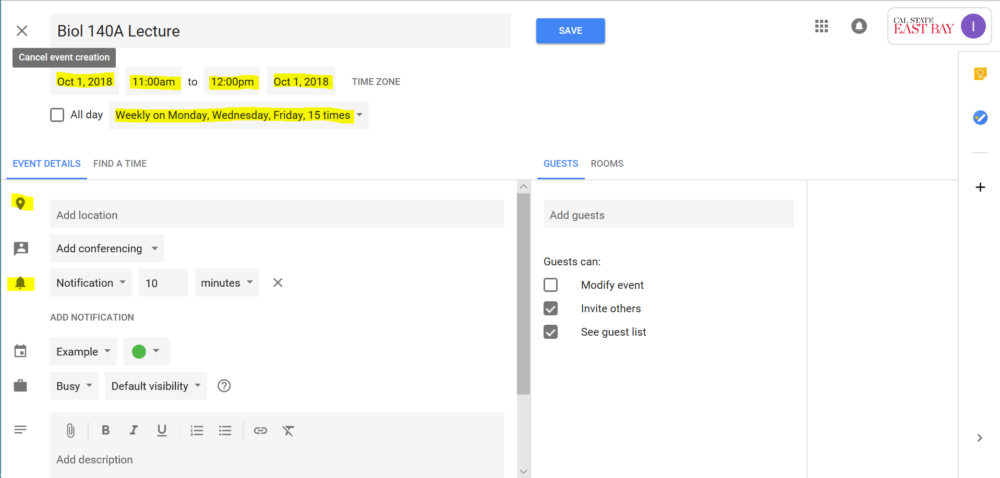 Biol 140A Lecture
SAVE
CAL STATE
EAST BAY
I
Cancel event creation
Oct 1, 2018 11:00am to 12:00pm Oct 1, 2018 TIME ZONE
All day Weekly on Monday, Wednesday, Friday, 15 times
EVENT DETAILS FIND A TIME
GUESTS ROOMS
Add location
Add conferencing
Notification 10 minutes
ADD NOTIFICATION
Example
Busy Default visibility
B I U
Add description
Add guests
Guests can:
Modify event
Invite others
See guest list